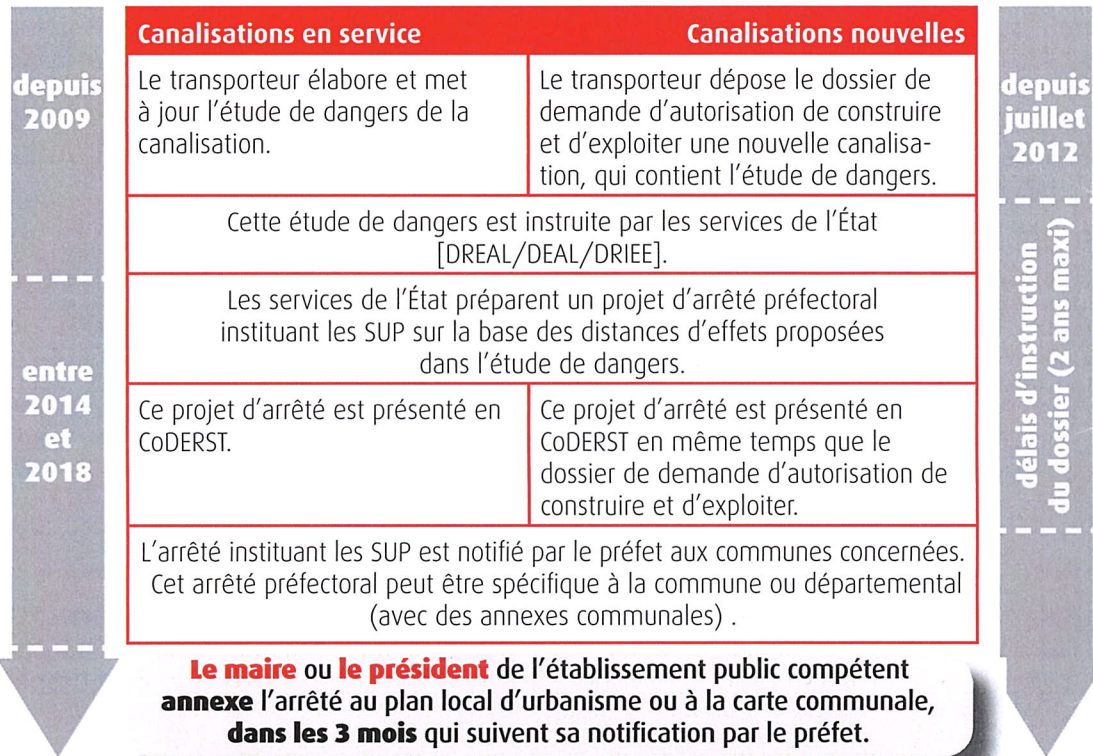 Canalisations en service
Canalisations nouvelles
depuis
2009
Le transporteur élabore et met
à jour l'étude de dangers de la
canalisation.
Le transporteur dépose le dossier de
demande d'autorisation de construire
et d'exploiter une nouvelle canalisa-
tion, qui contient l'étude de dangers.
depuis
juillet
2012
Cette étude de dangers est instruite par les services de l'État
[DREAL/DEAL/DRIEE].
délais d'instruction
du dossier (2 ans maxi)
Les services de l'État préparent un projet d'arrêté préfectoral
instituant les SUP sur la base des distances d'effets proposées
dans l'étude de dangers.
entre
2014
et
2018
Ce projet d'arrêté est présenté en
CoDERST.
Ce projet d'arrêté est présenté en
CoDERST en même temps que le
dossier de demande d'autorisation de
construire et d'exploiter.
L'arrêté instituant les SUP est notifié par le préfet aux communes concernées.
Cet arrêté préfectoral peut être spécifique à la commune ou départemental
(avec des annexes communales) .
Le maire ou le président de l'établissement public compétent
annexe l'arrêté au plan local d'urbanisme ou à la carte communale,
dans les 3 mois qui suivent sa notification par le préfet.